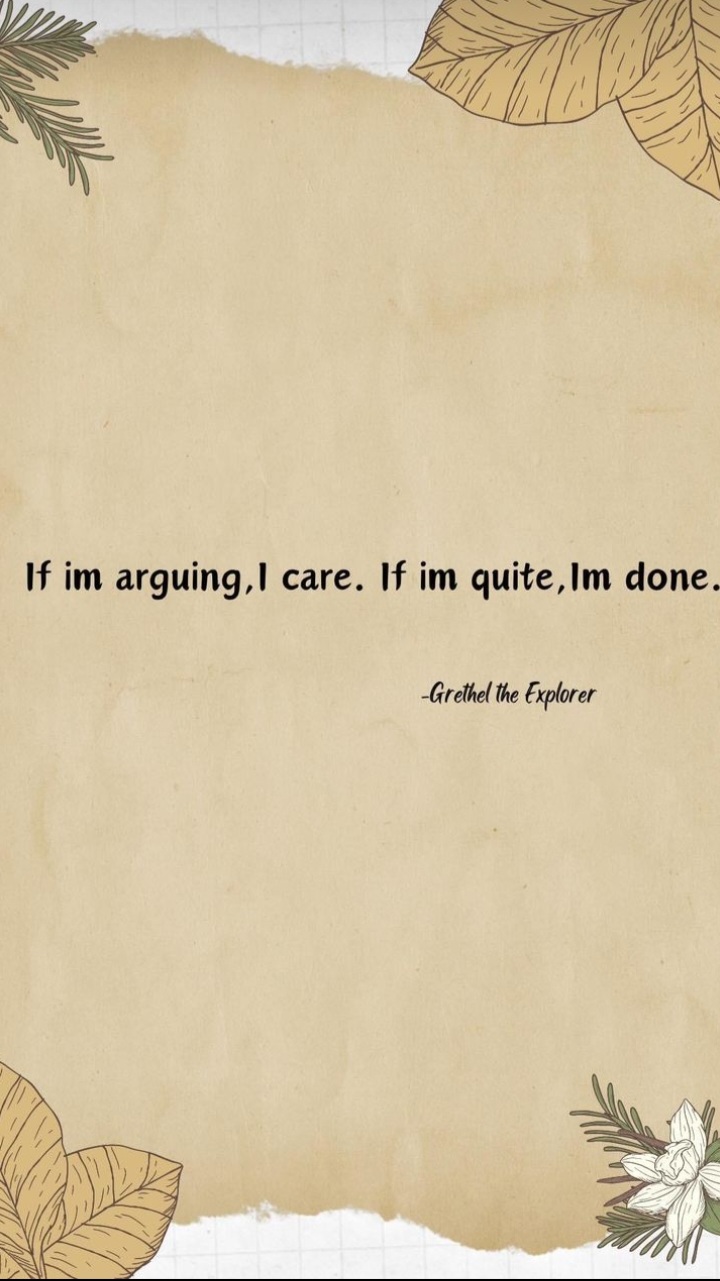 If im arguing,I care. If im quite,Im done.
-Grethel the Explorer